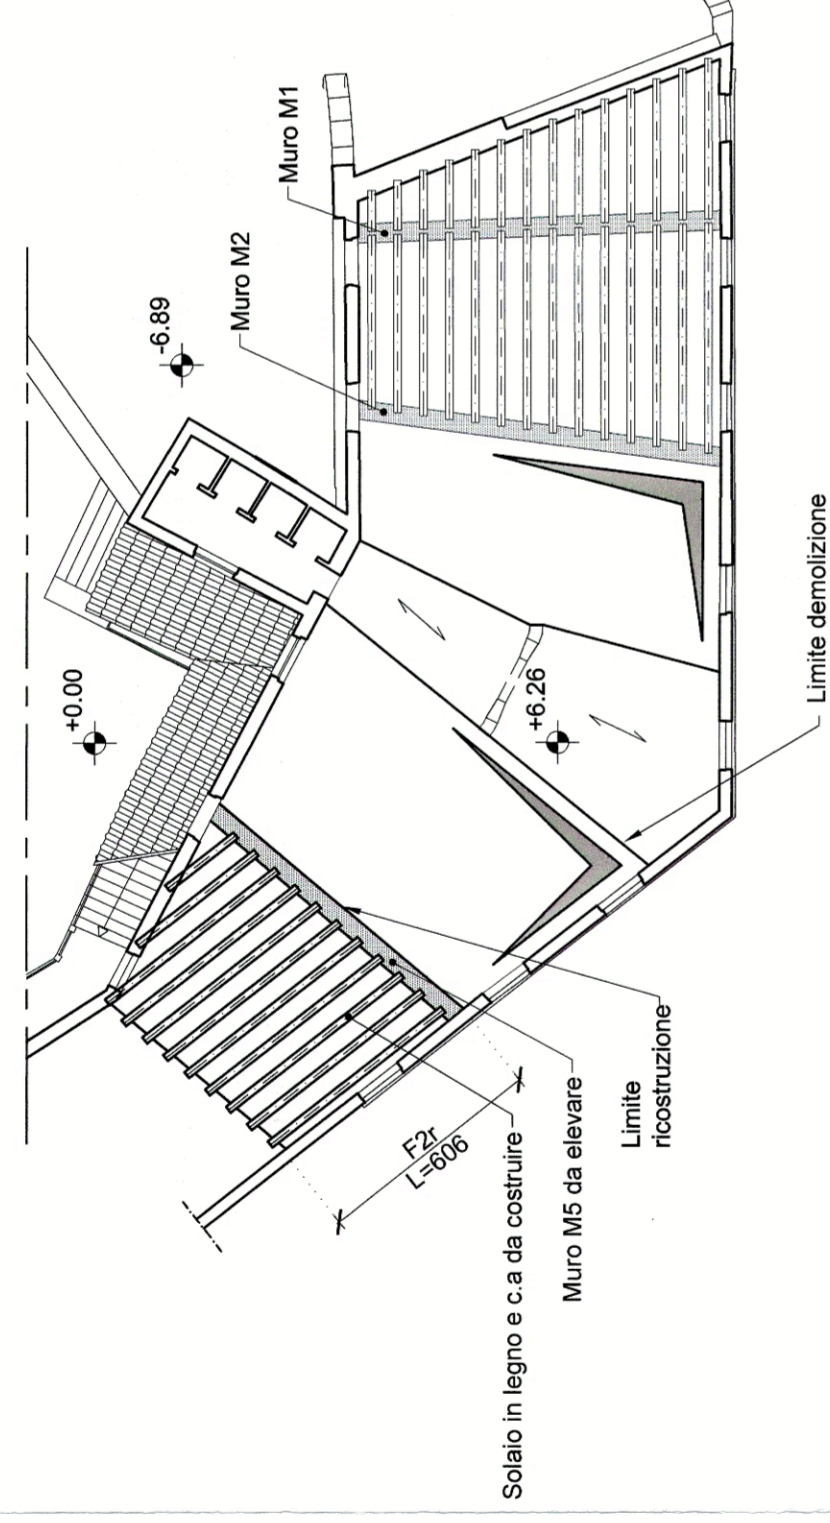 Muro M1
Muro M2
-6.89
+0.00
+6.26
Limite demolizione
F2r
L=606
Limite
ricostruzione
Muro M5 da elevare
Solaio in legno e c.a da costruire